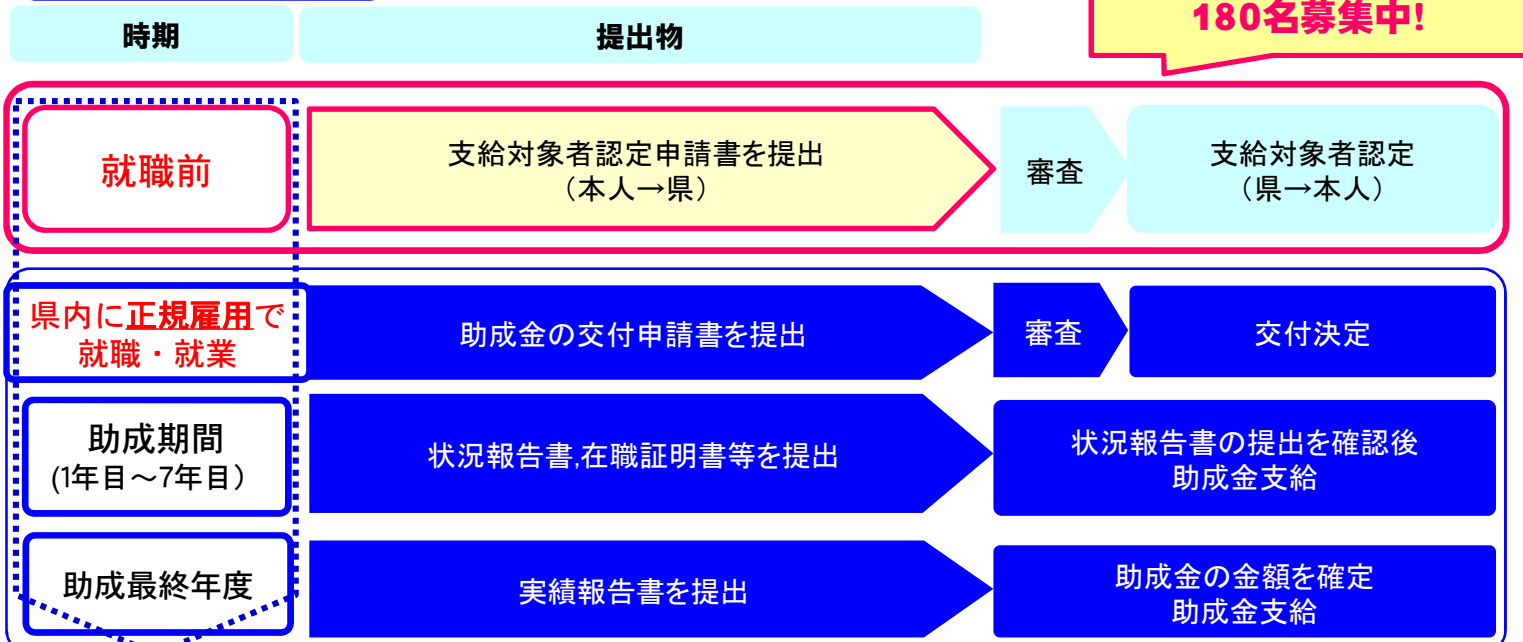 時期
提出物
180名募集中!
就職前
支給対象者認定申請書を提出
（本人→県）
審査
支給対象者認定
（県→本人）
県内に正規雇用で
就職・就業
助成金の交付申請書を提出
審査
交付決定
助成期間
(1年目～7年目）
状況報告書,在職証明書等を提出
状況報告書の提出を確認後
助成金支給
助成最終年度
実績報告書を提出
助成金の金額を確定
助成金支給